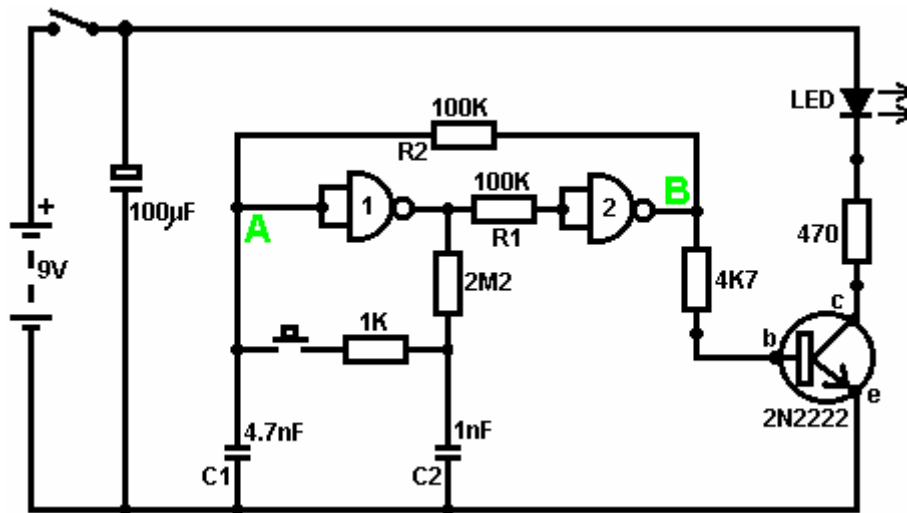 LED
100K
R2
100K
B
A
1
2
R1
+
100µF
470
9V
2M2
4K7
1K
c
b
e
2N2222
4.7nF
1nF
C1
C2